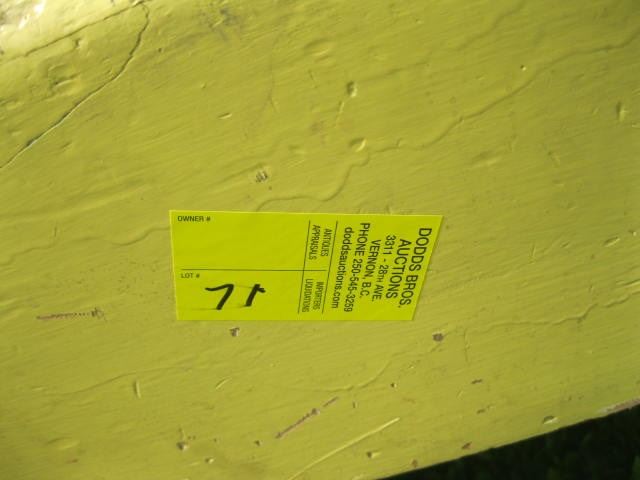 DODDS BROS.
AUCTIONS
3311 - 28TH AVE.
VERNON, B.C.
PHONE 250-545-3259
doddsauctions.com
ANTIQUES IMPORTERS
APPRAISALS LIQUIDATIONS
OWNER #
LOT #
75